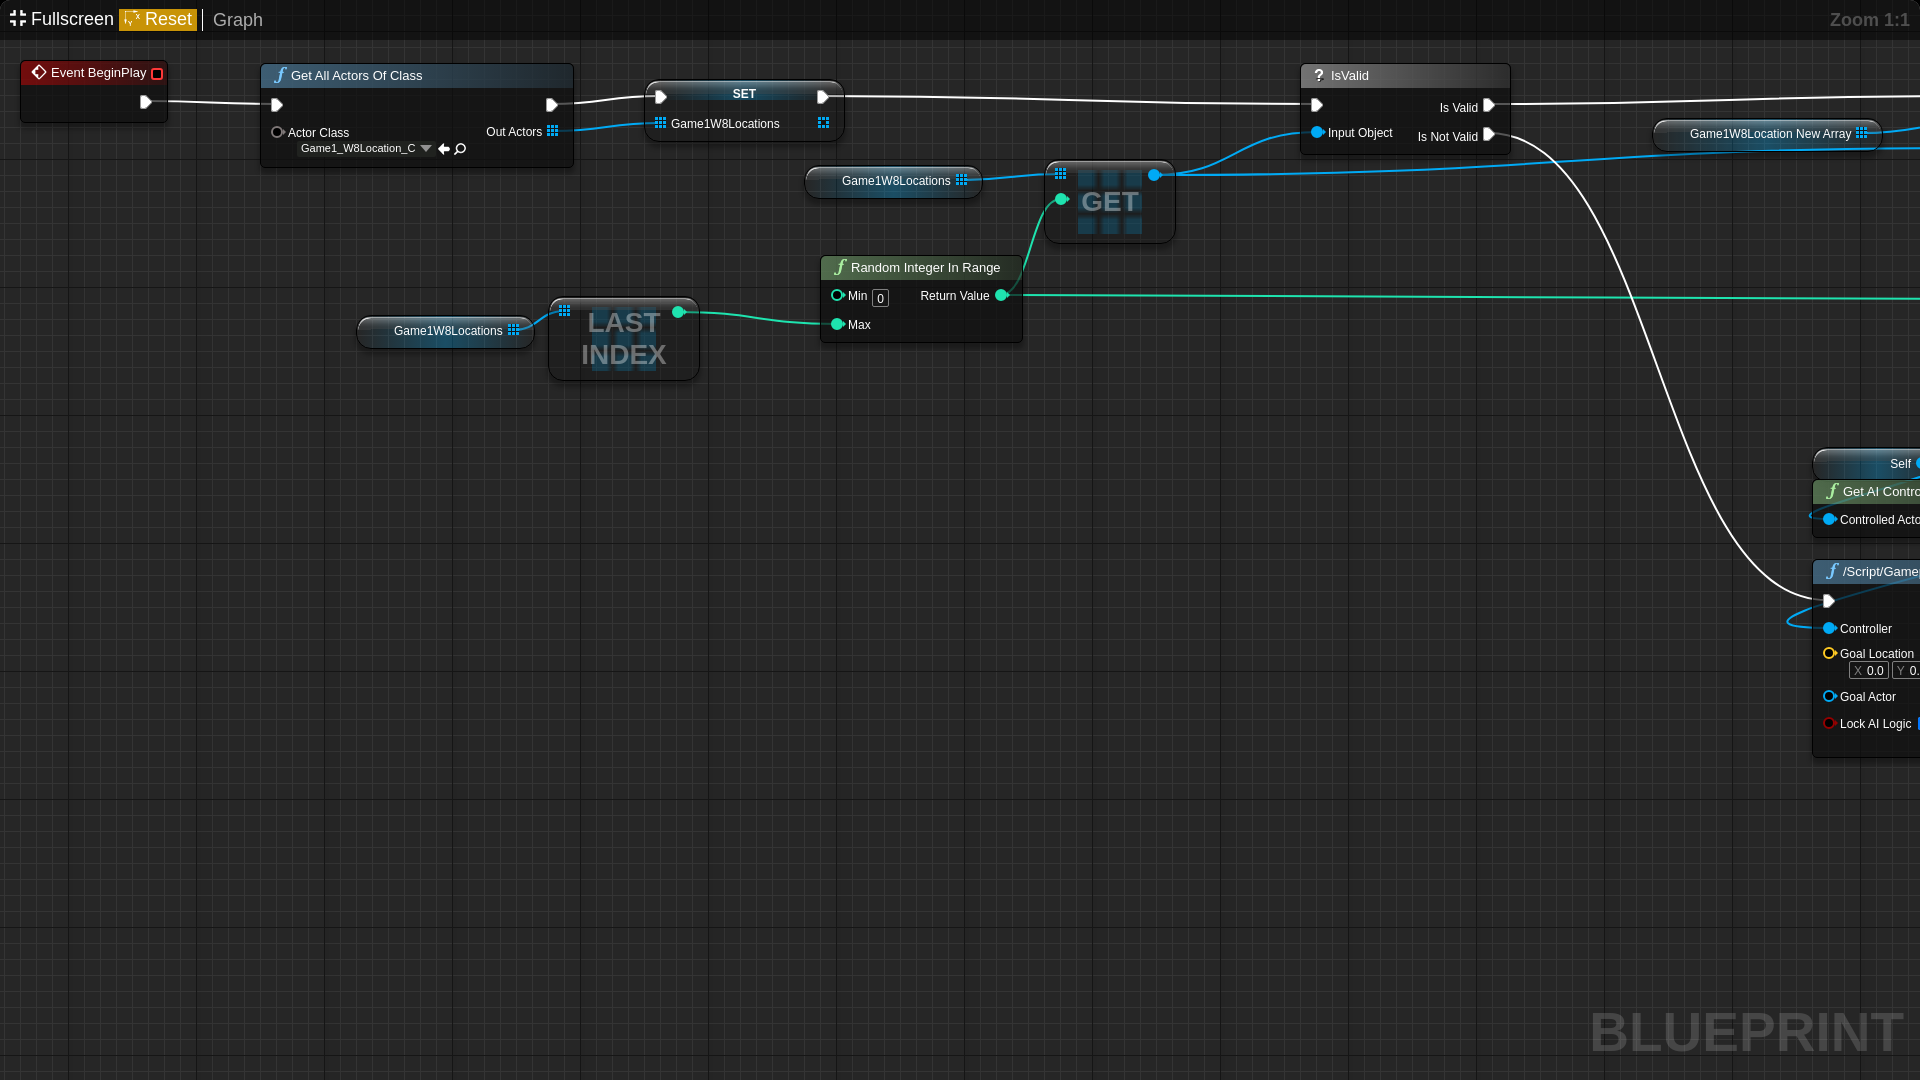 Fullscreen Reset Graph
Zoom 1:1
Event BeginPlay
Get All Actors Of Class
Actor Class
Game1_W8Location_C
Out Actors
SET
Game1W8Locations
? IsValid
Is Valid
Input Object
Is Not Valid
Game1W8Location New Array
Game1W8Locations
GET
Random Integer In Range
Min 0
Return Value
Max
Game1W8Locations
LAST
INDEX
Self
Get AI Contro
Controlled Acto
/Script/Game
Controller
Goal Location
X 0.0 Y 0.
Goal Actor
Lock AI Logic
BLUEPRINT